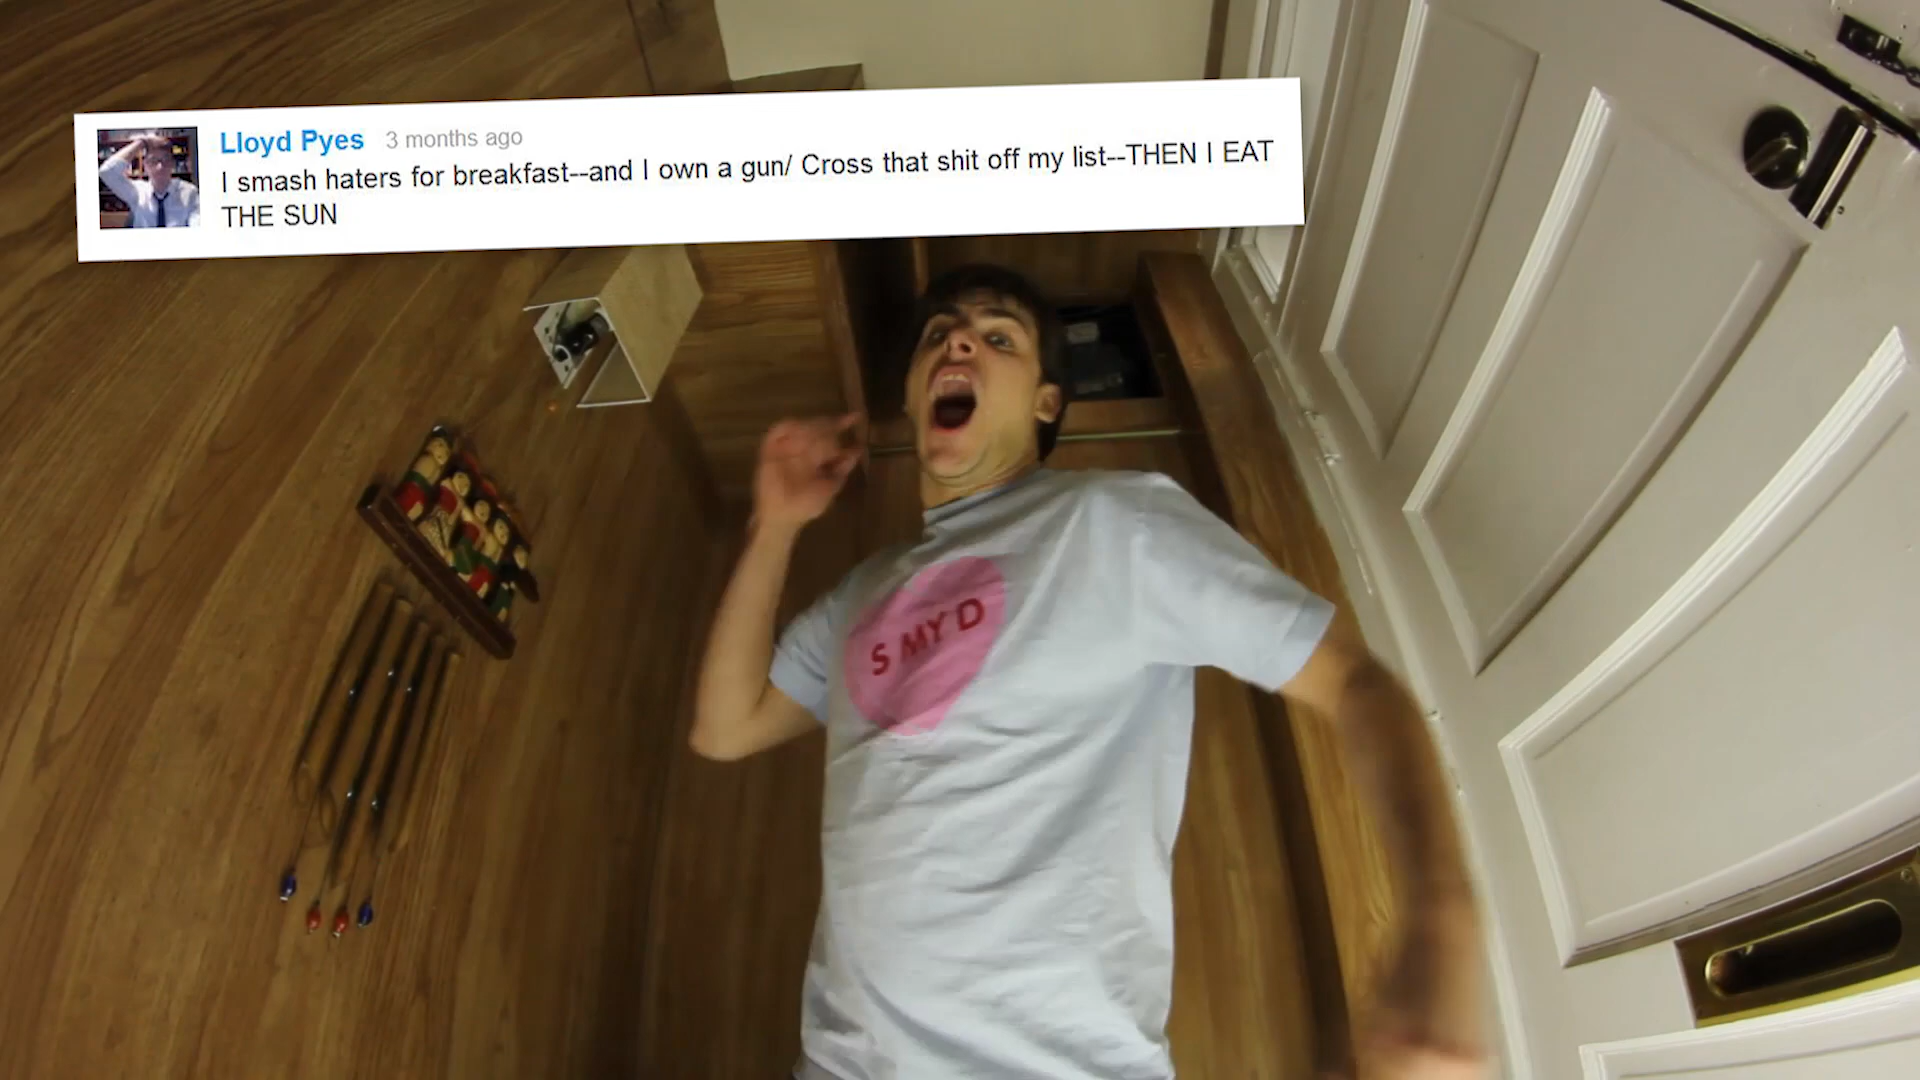 Lloyd Pyes 3 months ago
I smash haters for breakfast--and I own a gun/ Cross that shit off my list--THEN I EAT
THE SUN
S MY D